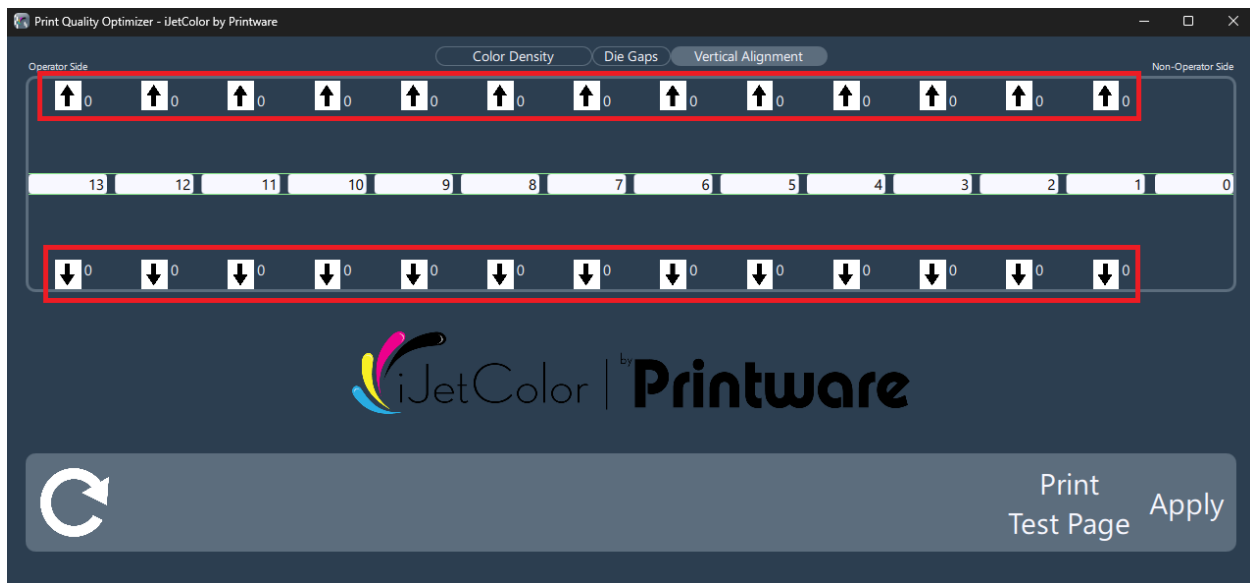 Print Quality Optimizer - iJetColor by Printware
Color Density Die Gaps Vertical Alignment
Operator Side Non-Operator Side
0 0 0 0 0 0 0 0 0 0 0 0 0
13 12 11 10 9 8 7 6 5 4 3 2 1 0
0 0 0 0 0 0 0 0 0 0 0 0 0
iJetColor by Printware
Print
Test Page
Apply